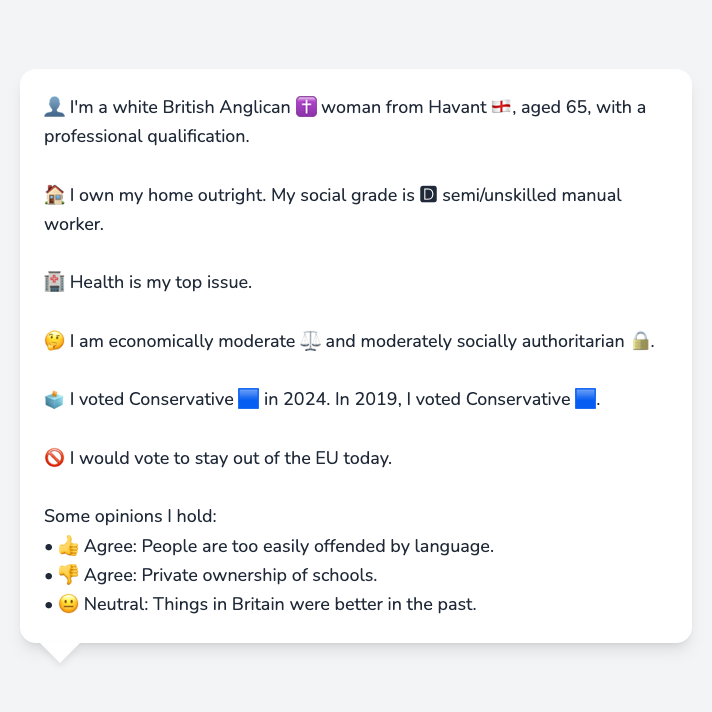 👤 I'm a white British Anglican ✝️ woman from Havant 🏴󠁧󠁢󠁥󠁮󠁧󠁿, aged 65, with a
professional qualification.
🏠 I own my home outright. My social grade is 🅳 semi/unskilled manual
worker.
🏥 Health is my top issue.
🤔 I am economically moderate ⚖️ and moderately socially authoritarian 🔒.
🗳️ I voted Conservative 🟦 in 2024. In 2019, I voted Conservative 🟦.
🚫 I would vote to stay out of the EU today.
Some opinions I hold:
• 👍 Agree: People are too easily offended by language.
• 👎 Agree: Private ownership of schools.
• 😐 Neutral: Things in Britain were better in the past.